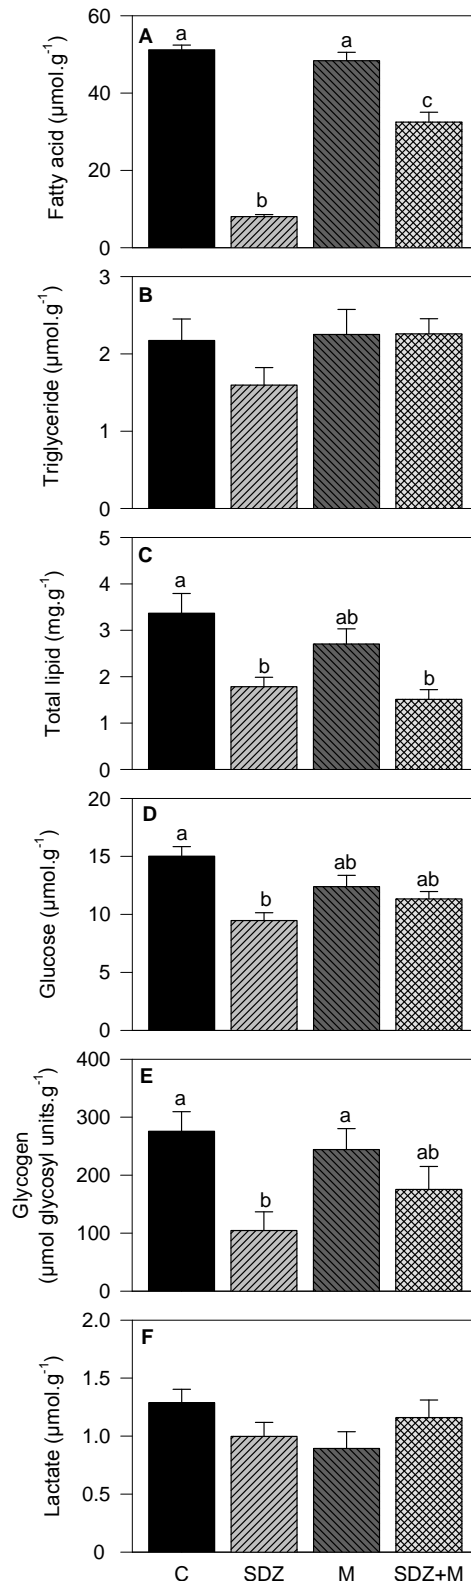 60
A
a
a
40
c
20
b
0
Fatty acid (µmol.g⁻¹)
3
B
2
1
0
Triglyceride (µmol.g⁻¹)
5
C
a
4
ab
3
b
b
2
1
0
Total lipid (mg.g⁻¹)
20
D
a
15
ab
ab
b
10
5
0
Glucose (µmol.g⁻¹)
400
E
a
a
300
ab
b
200
100
0
Glycogen
(µmol glycosyl units.g⁻¹)
2.0
F
1.5
1.0
0.5
0
Lactate (µmol.g⁻¹)
C SDZ M SDZ+M